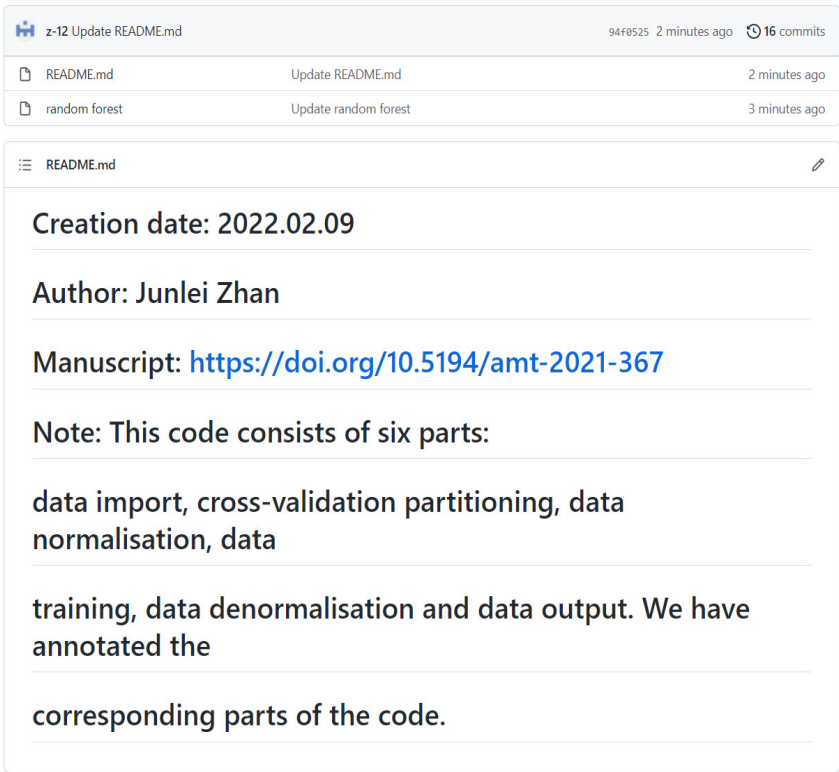 z-12 Update README.md 94f0525 2 minutes ago 16 commits
README.md Update README.md 2 minutes ago
random forest Update random forest 3 minutes ago
README.md
Creation date: 2022.02.09
Author: Junlei Zhan
Manuscript: https://doi.org/10.5194/amt-2021-367
Note: This code consists of six parts:
data import, cross-validation partitioning, data
normalisation, data
training, data denormalisation and data output. We have
annotated the
corresponding parts of the code.